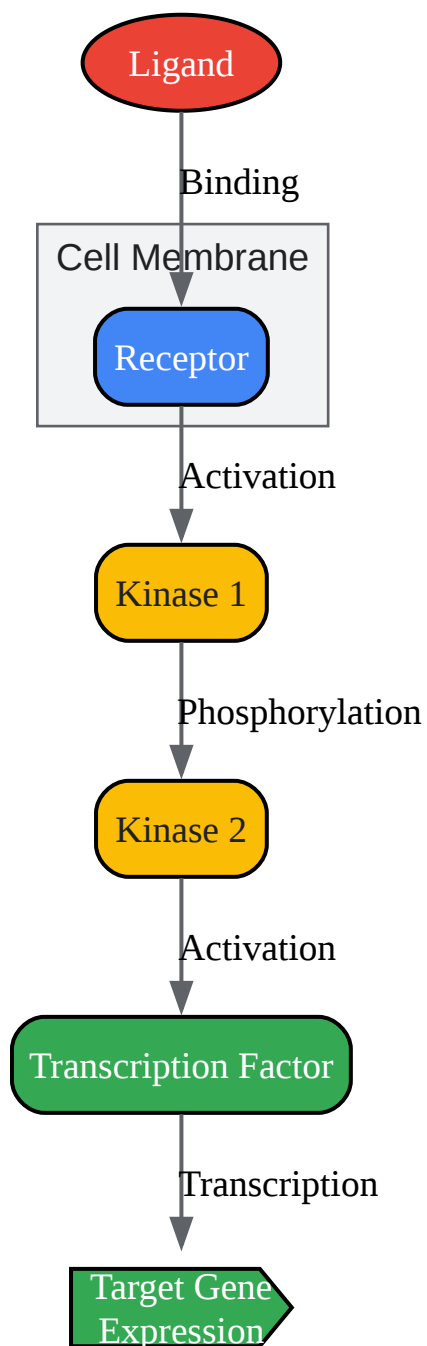 Ligand
Binding
Cell Membrane
Receptor
Activation
Kinase 1
Phosphorylation
Kinase 2
Activation
Transcription Factor
Transcription
Target Gene
Expression